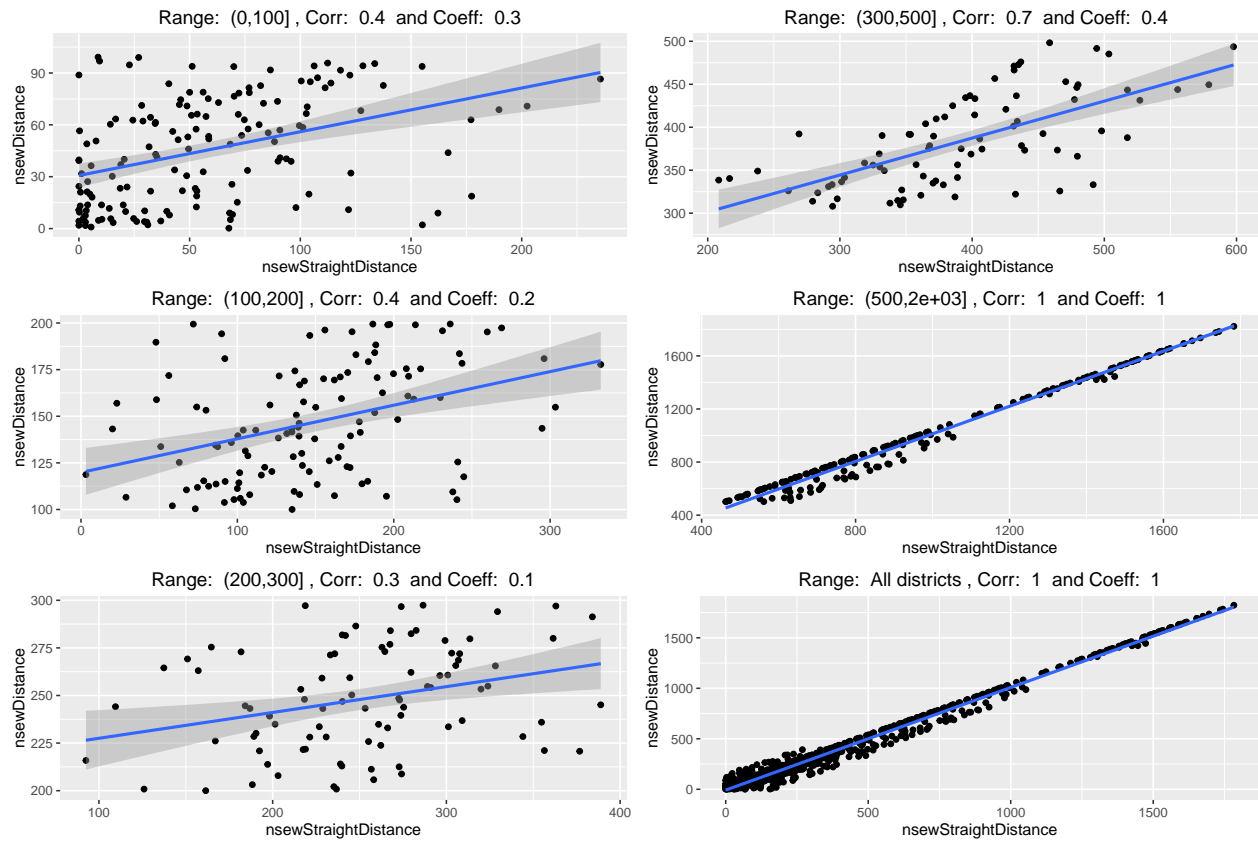 Range:  (0,100] , Corr:  0.4  and Coeff:  0.3
nsewDistance
90
60
30
0
0
50
100
150
200
nsewStraightDistance
Range:  (300,500] , Corr:  0.7  and Coeff:  0.4
nsewDistance
500
450
400
350
300
200
300
400
500
600
nsewStraightDistance
Range:  (100,200] , Corr:  0.4  and Coeff:  0.2
nsewDistance
200
175
150
125
100
0
100
200
300
nsewStraightDistance
Range:  (500,2e+03] , Corr:  1  and Coeff:  1
nsewDistance
1600
1200
800
400
400
800
1200
1600
nsewStraightDistance
Range:  (200,300] , Corr:  0.3  and Coeff:  0.1
nsewDistance
300
275
250
225
200
100
200
300
400
nsewStraightDistance
Range:  All districts , Corr:  1  and Coeff:  1
nsewDistance
1500
1000
500
0
0
500
1000
1500
nsewStraightDistance